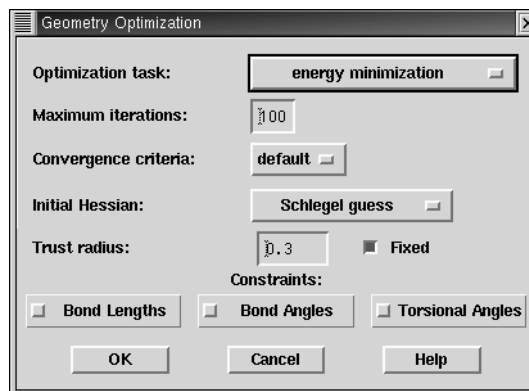 Geometry Optimization
Optimization task: energy minimization
Maximum iterations: 100
Convergence criteria: default
Initial Hessian: Schlegel guess
Trust radius: 0.3 Fixed
Constraints:
Bond Lengths Bond Angles Torsional Angles
OK Cancel Help